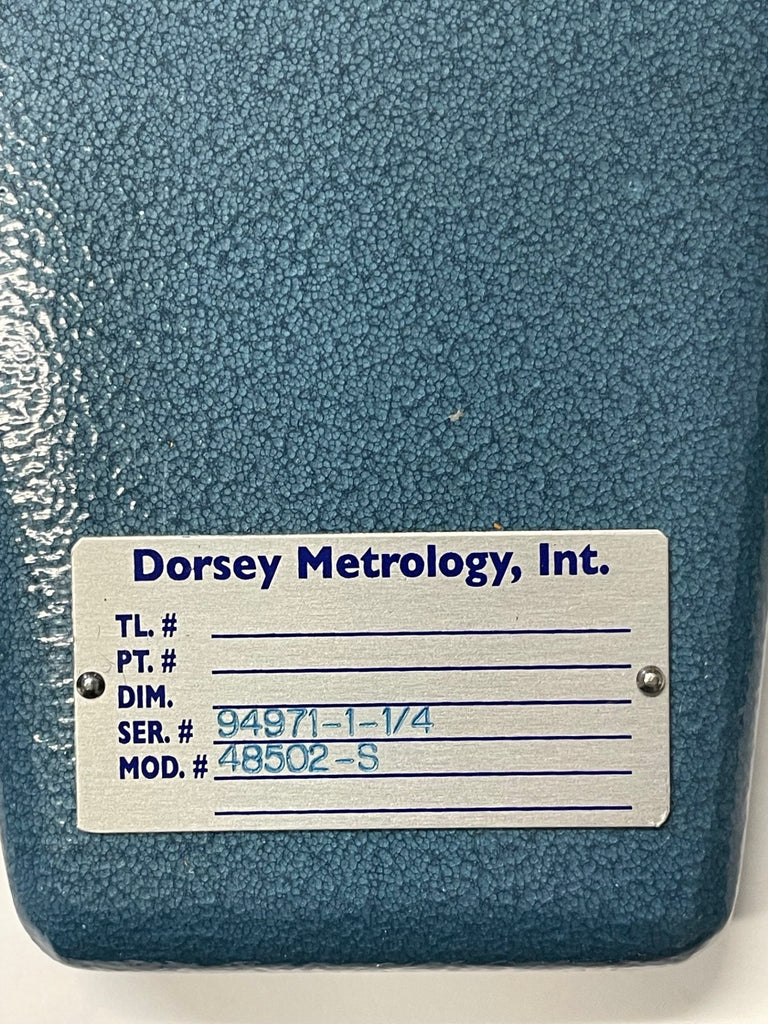 Dorsey Metrology, Int.
TL. #
PT. #
DIM.
SER. # 94971-1-1/4
MOD. # 48502-S